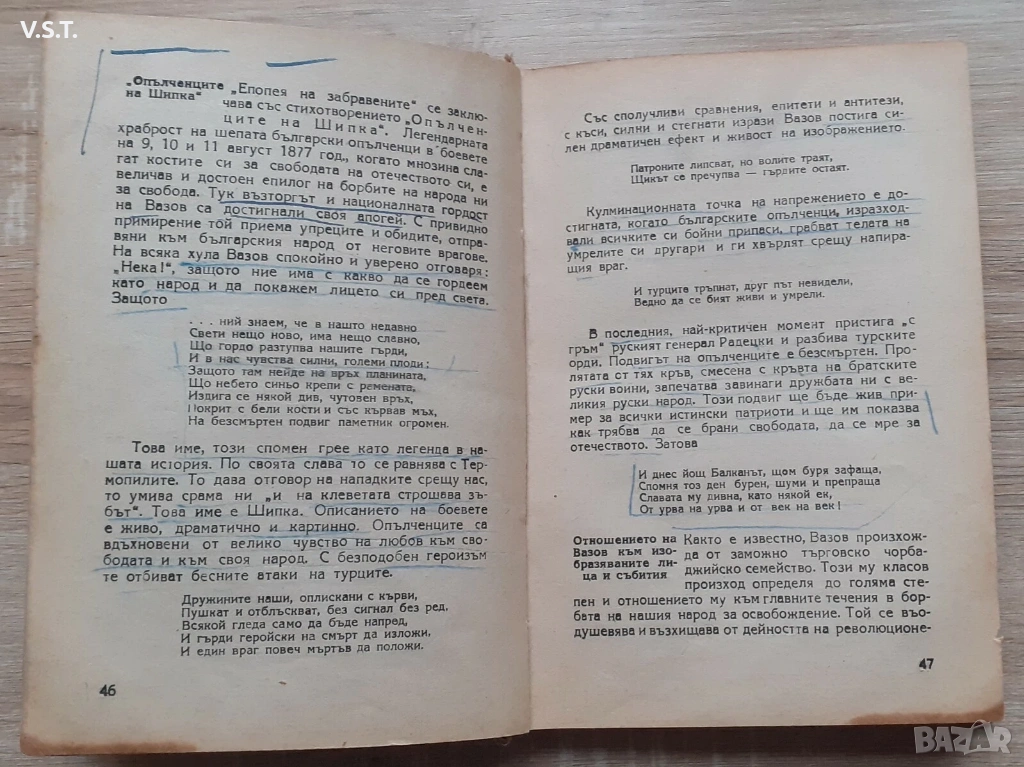 V.S.T.
„Опълченците
на Шипка“
„Епопея на забравените“ се заклю-
чава със стихотворението „Опълчен-
ците на Шипка“. Легендарната
храброст на шепата български опълченци в боевете
на 9, 10 и 11 август 1877 год., когато мнозина сла-
гат костите си за свободата на отечеството си, е
величав и достоен епилог на борбите на народа ни
за свобода. Тук възторгът и националната гордост
на Вазов са достигнали своя апогей. С привидно
примирение той приема упреците и обидите, отпра-
вяни към българския народ от неговите врагове.
На всяка хула Вазов спокойно и уверено отговаря:
„Нека!“, защото ние има с какво да се гордеем
като народ и да покажем лицето си пред света.
Защото
. . . ний знаем, че в нашто недавно
Свети нещо ново, има нещо славно,
Що гордо разтупва нашите гърди,
И в нас чувства силни, големи плоди:
Защото там нейде на връх планината,
Що небето синьо крепи с рамената,
Издига се някой див, чутовен връх,
Покрит с бели кости и със кървав мъх,
На безсмъртен подвиг паметник огромен.
Това име, този спомен грее като легенда в на-
шата история. По своята слава то се равнява с Тер-
мопилите. То дава отговор на нападките срещу нас,
то умива срама ни „и на клеветата строшава зъ-
бът“. Това име е Шипка. Описанието на боевете
е живо, драматично и картинно. Опълченците са
вдъхновени от велико чувство на любов към сво-
бодата и към своя народ. С безподобен героизъм
те отбиват бесните атаки на турците.
Дружините наши, оплискани с кърви,
Пушкат и отблъскват, без сигнал без ред,
Всякой гледа само да бъде напред,
И гърди геройски на смърт да изложи,
И един враг повеч мъртъв да положи.
46
Със сполучливи сравнения, епитети и антитези,
с къси, силни и стегнати изрази Вазов постига си-
лен драматичен ефект и живост на изображението.
Патроните липсват, но волите траят,
Щикът се пречупва — гърдите остаят.
Кулминационната точка на напрежението е до-
стигната, когато българските опълченци, изразход-
вали всичките си бойни припаси, грабват телата на
умрелите си другари и ги хвърлят срещу напира-
щия враг.
И турците тръпнат, друг път невидели,
Ведно да се бият живи и умрели.
В последния, най-критичен момент пристига „с
гръм“ руският генерал Радецки и разбива турските
орди. Подвигът на опълченците е безсмъртен. Про-
лятата от тях кръв, смесена с кръвта на братските
руски воини, запечатва завинаги дружбата ни с ве-
ликия руски народ. Този подвиг ще бъде жив при-
мер за всички истински патриоти и ще им показва
как трябва да се брани свободата, да се мре за
отечеството. Затова
И днес йощ Балканът, щом буря зафаща,
Спомня тоз ден бурен, шуми и препраща
Славата му дивна, като някой ек,
От урва на урва и от век на век!
Отношението на
Вазов към изо-
бразяваните ли-
ца и събития
Както е известно, Вазов произхож-
да от заможно търговско чорба-
джийско семейство. Този му класов
произход определя до голяма сте-
пен и отношението му към главните течения в бор-
бата на нашия народ за освобождение. Той се въо-
душевява и възхищава от дейността на революционе-
47
BAZAR